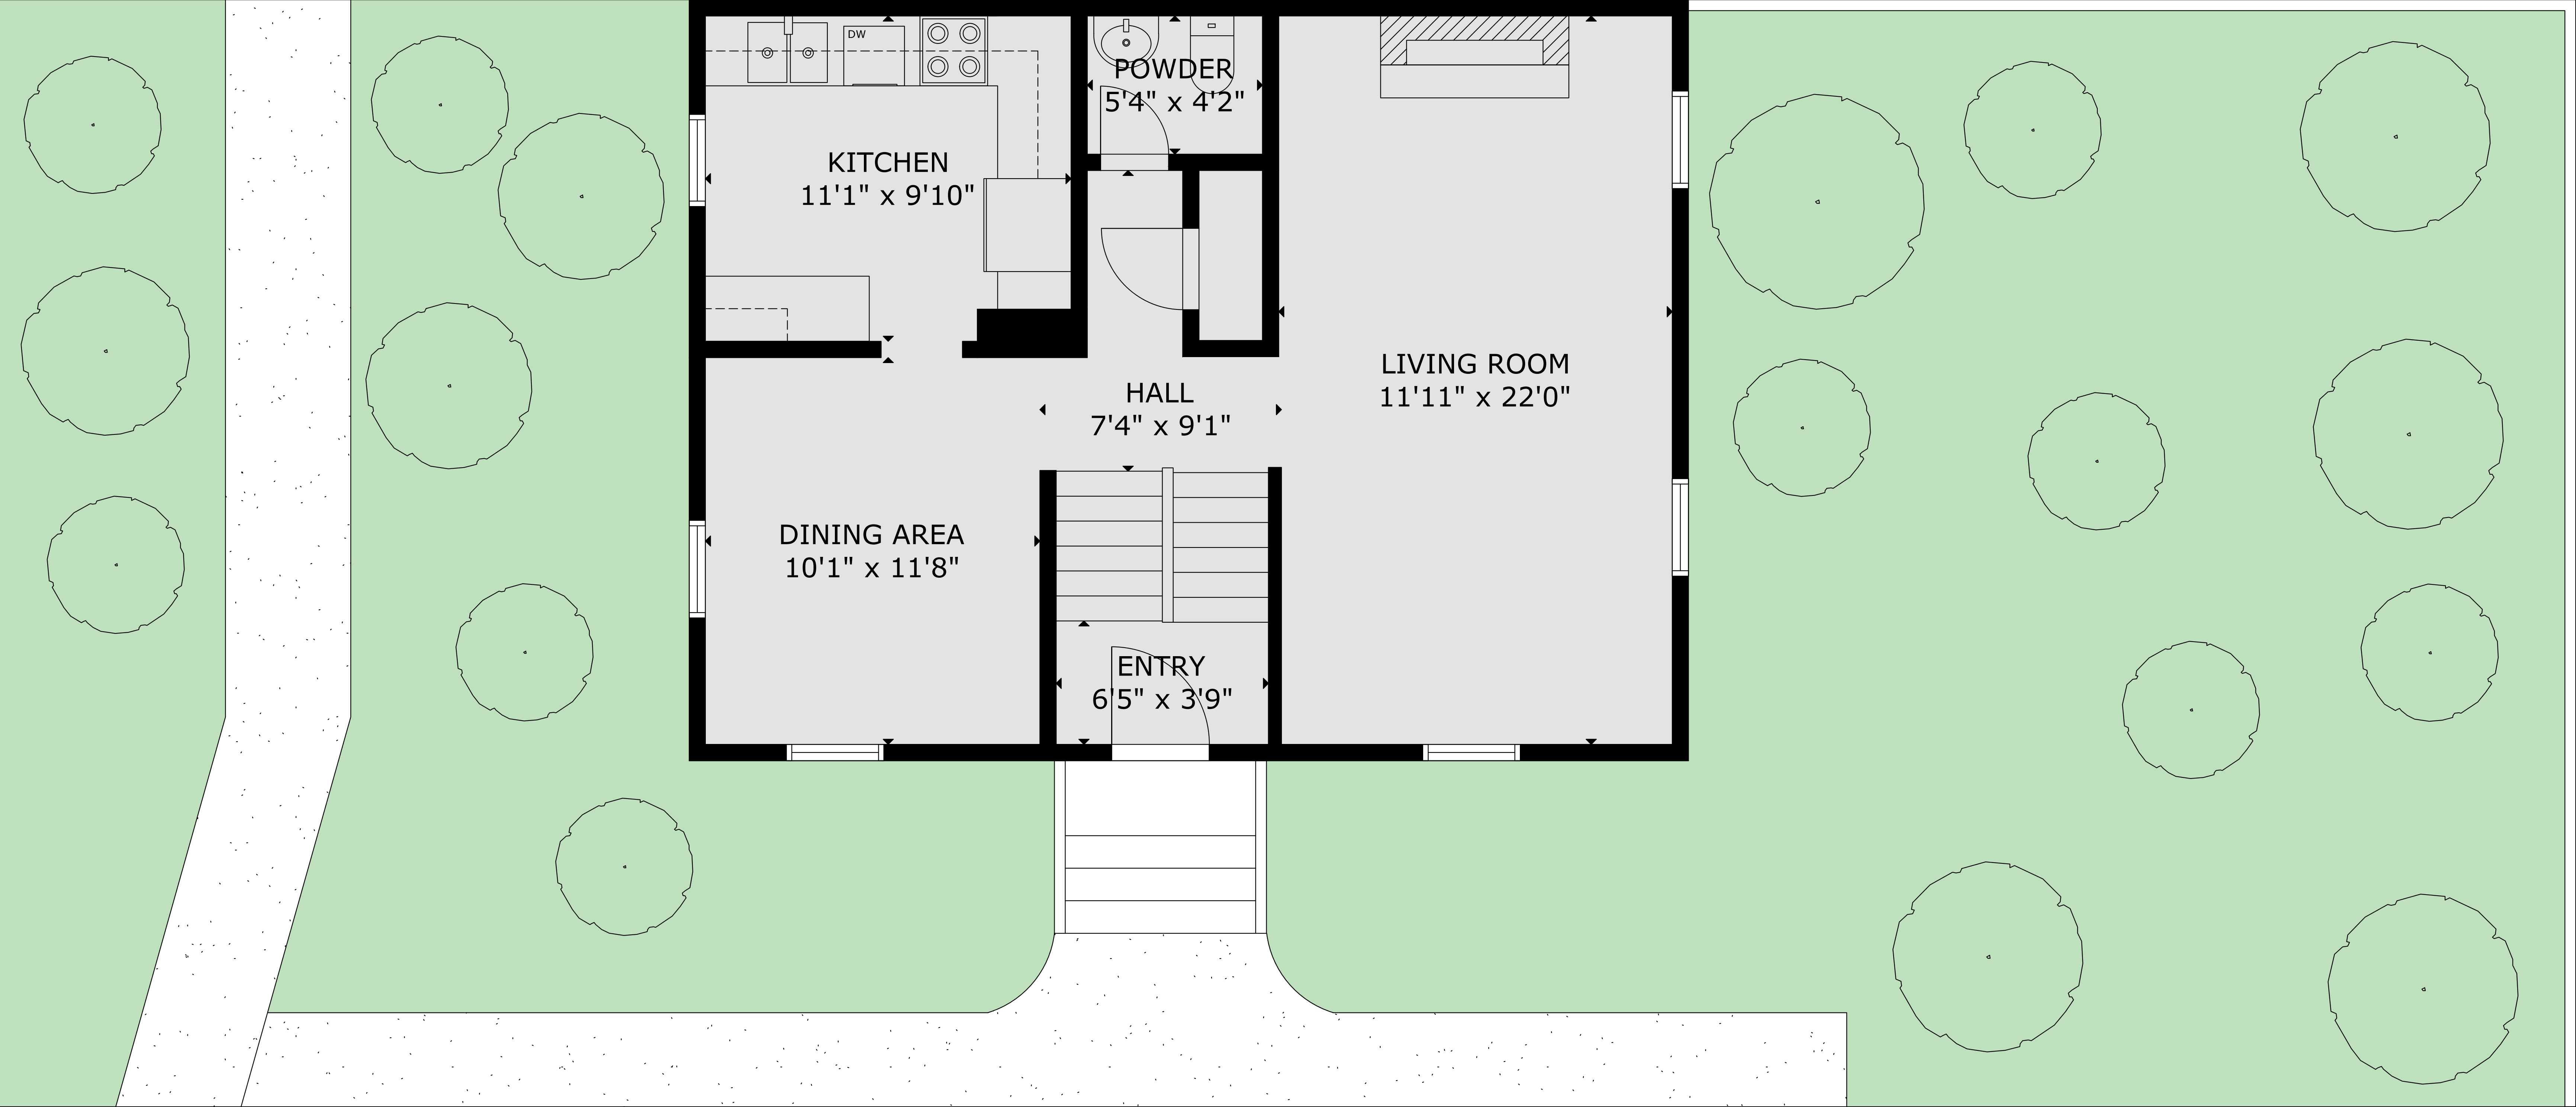 DW
POWDER
5'4" x 4'2"
KITCHEN
11'1" x 9'10"
LIVING ROOM
11'11" x 22'0"
HALL
7'4" x 9'1"
DINING AREA
10'1" x 11'8"
ENTRY
6'5" x 3'9"